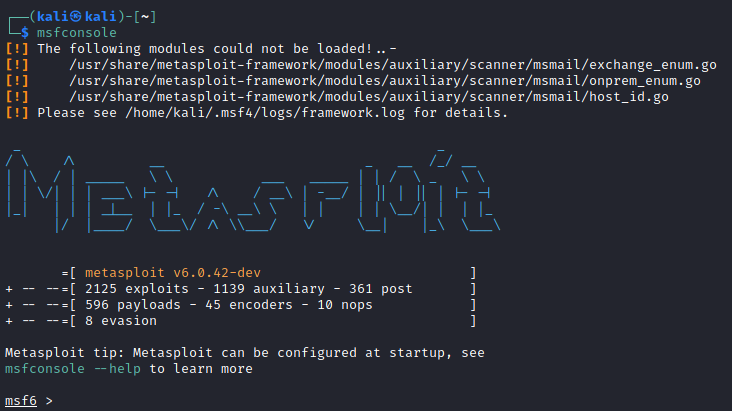 ┌──(kali㉿kali)-[~]
└─$ msfconsole
[!] The following modules could not be loaded!..-
[!]     /usr/share/metasploit-framework/modules/auxiliary/scanner/msmail/exchange_enum.go
[!]     /usr/share/metasploit-framework/modules/auxiliary/scanner/msmail/onprem_enum.go
[!]     /usr/share/metasploit-framework/modules/auxiliary/scanner/msmail/host_id.go
[!] Please see /home/kali/.msf4/logs/framework.log for details.
METASPLOIT
=[ metasploit v6.0.42-dev ]
+ -- --=[ 2125 exploits - 1139 auxiliary - 361 post ]
+ -- --=[ 596 payloads - 45 encoders - 10 nops ]
+ -- --=[ 8 evasion ]
Metasploit tip: Metasploit can be configured at startup, see
msfconsole --help to learn more
msf6 >